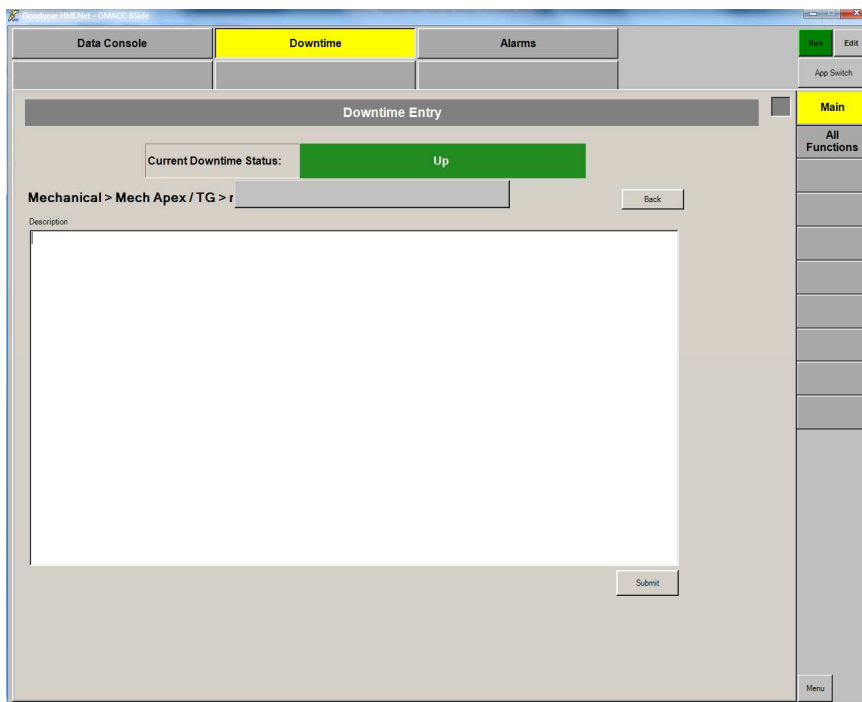 Goodyear HMI.Net - GMACC BSide
Data Console
Downtime
Alarms
Run
Edit
App Switch
Downtime Entry
Main
All
Functions
Current Downtime Status:
Up
Mechanical > Mech Apex / TG >
Back
Description
Submit
Menu